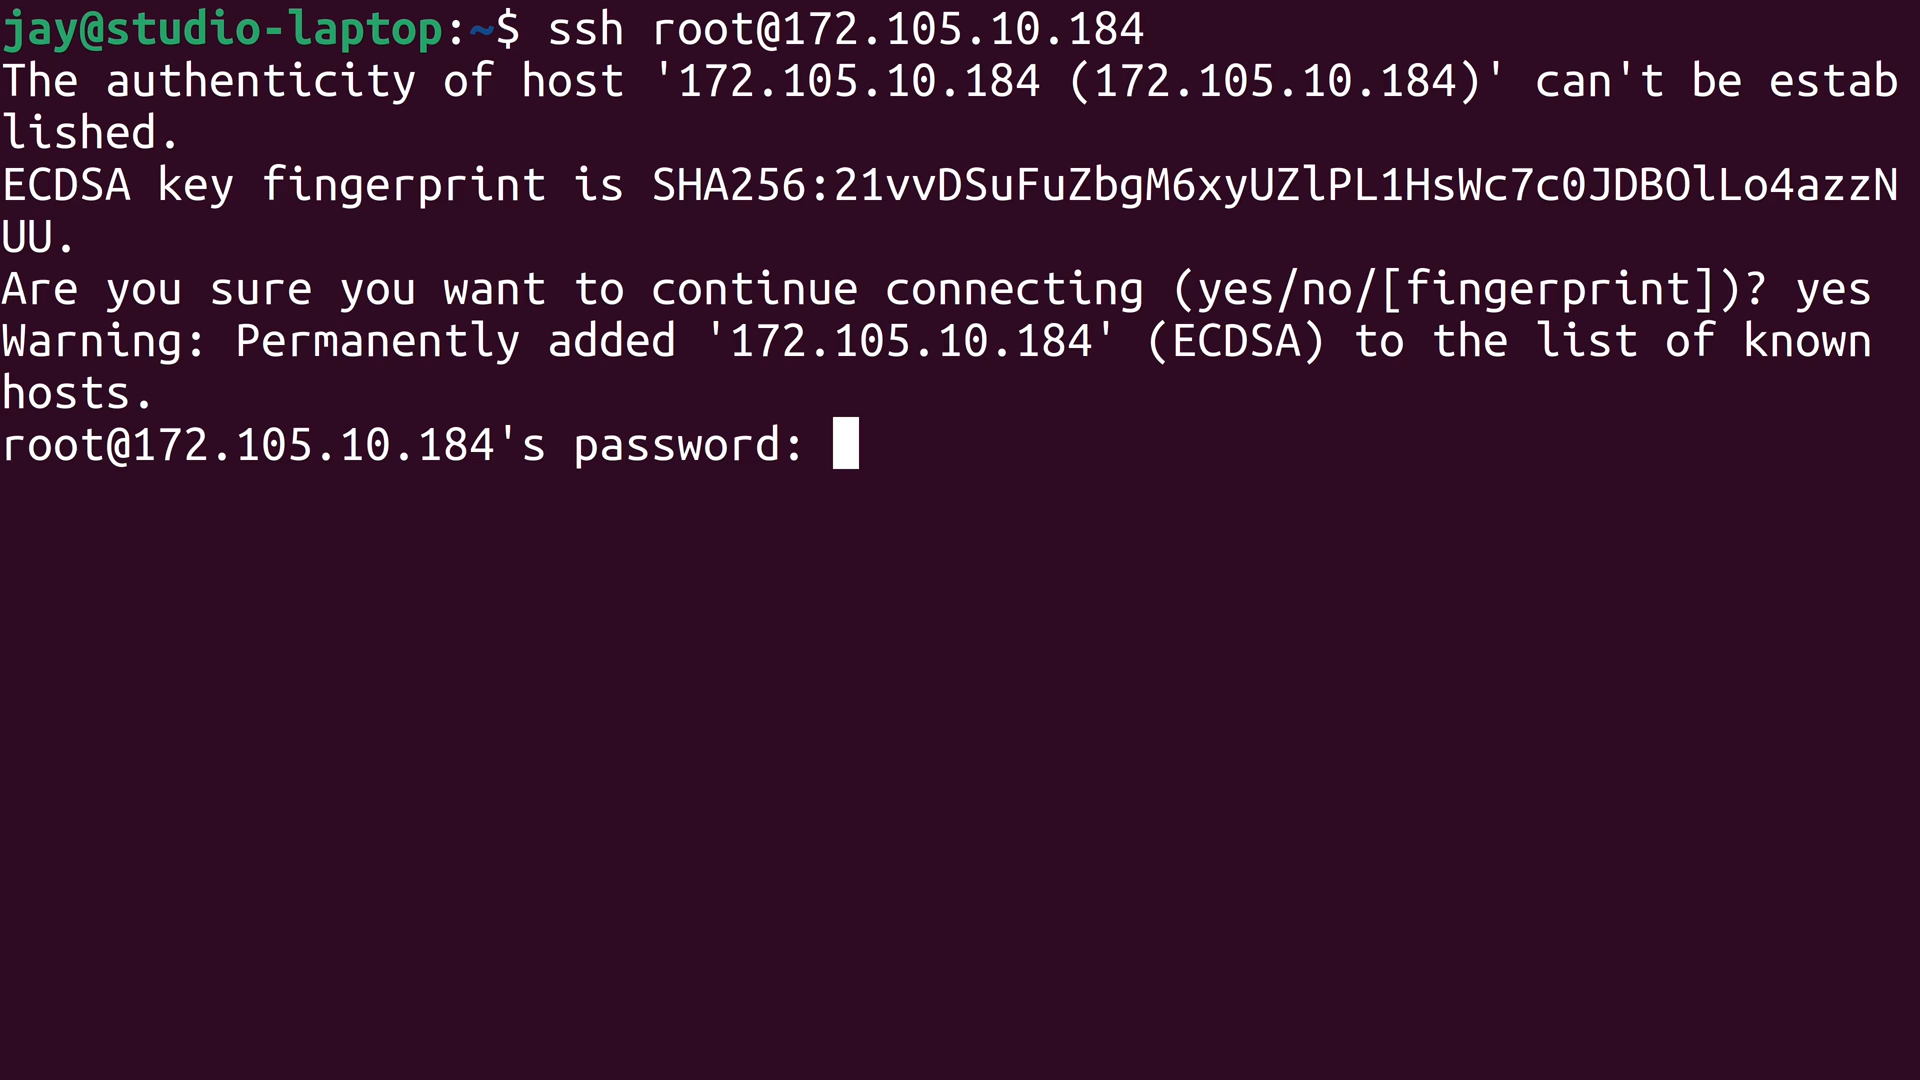 jay@studio-laptop:~$ ssh root@172.105.10.184
The authenticity of host '172.105.10.184 (172.105.10.184)' can't be estab
lished.
ECDSA key fingerprint is SHA256:21vvDSuFuZbgM6xyUZlPL1HsWc7c0JDBOlLo4azzN
UU.
Are you sure you want to continue connecting (yes/no/[fingerprint])? yes
Warning: Permanently added '172.105.10.184' (ECDSA) to the list of known
hosts.
root@172.105.10.184's password: